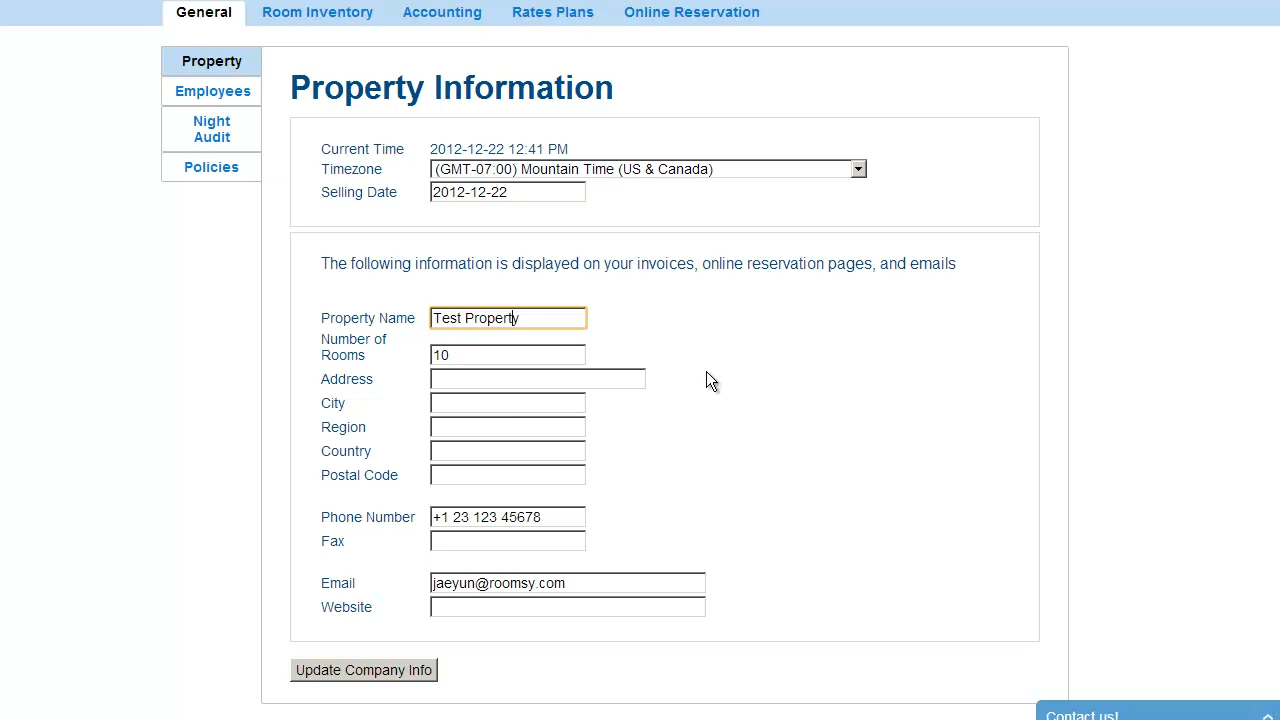 General Room Inventory Accounting Rates Plans Online Reservation
Property
Employees
Night
Audit
Policies
Property Information
Current Time 2012-12-22 12:41 PM
Timezone (GMT-07:00) Mountain Time (US & Canada)
Selling Date 2012-12-22
The following information is displayed on your invoices, online reservation pages, and emails
Property Name Test Property
Number of
Rooms 10
Address
City
Region
Country
Postal Code
Phone Number +1 23 123 45678
Fax
Email jaeyun@roomsy.com
Website
Update Company Info
Contact us!